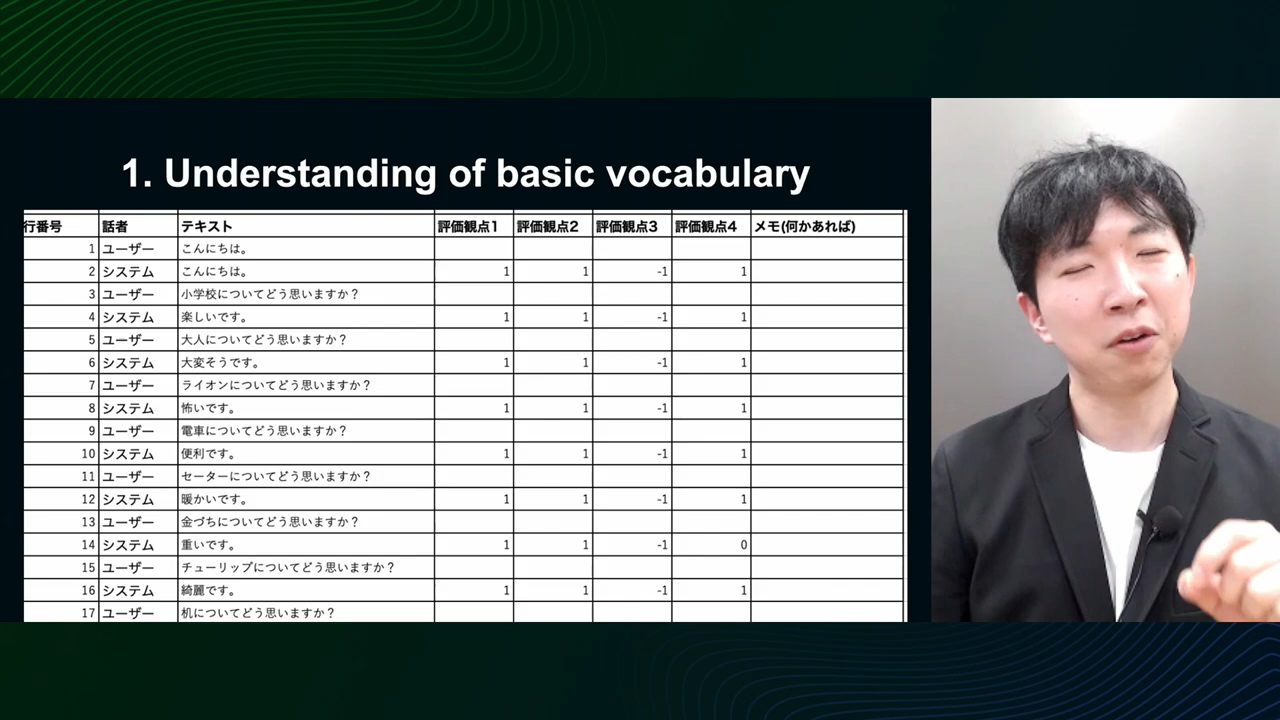 1. Understanding of basic vocabulary
行番号 話者 テキスト 評価観点1 評価観点2 評価観点3 評価観点4 メモ(何かあれば)
1 ユーザー こんにちは。
2 システム こんにちは。 1 1 -1 1
3 ユーザー 小学校についてどう思いますか？
4 システム 楽しいです。 1 1 -1 1
5 ユーザー 大人についてどう思いますか？
6 システム 大変そうです。 1 1 -1 1
7 ユーザー ライオンについてどう思いますか？
8 システム 怖いです。 1 1 -1 1
9 ユーザー 電車についてどう思いますか？
10 システム 便利です。 1 1 -1 1
11 ユーザー セーターについてどう思いますか？
12 システム 暖かいです。 1 1 -1 1
13 ユーザー 金づちについてどう思いますか？
14 システム 重いです。 1 1 -1 0
15 ユーザー チューリップについてどう思いますか？
16 システム 綺麗です。 1 1 -1 1
17 ユーザー 机についてどう思いますか？